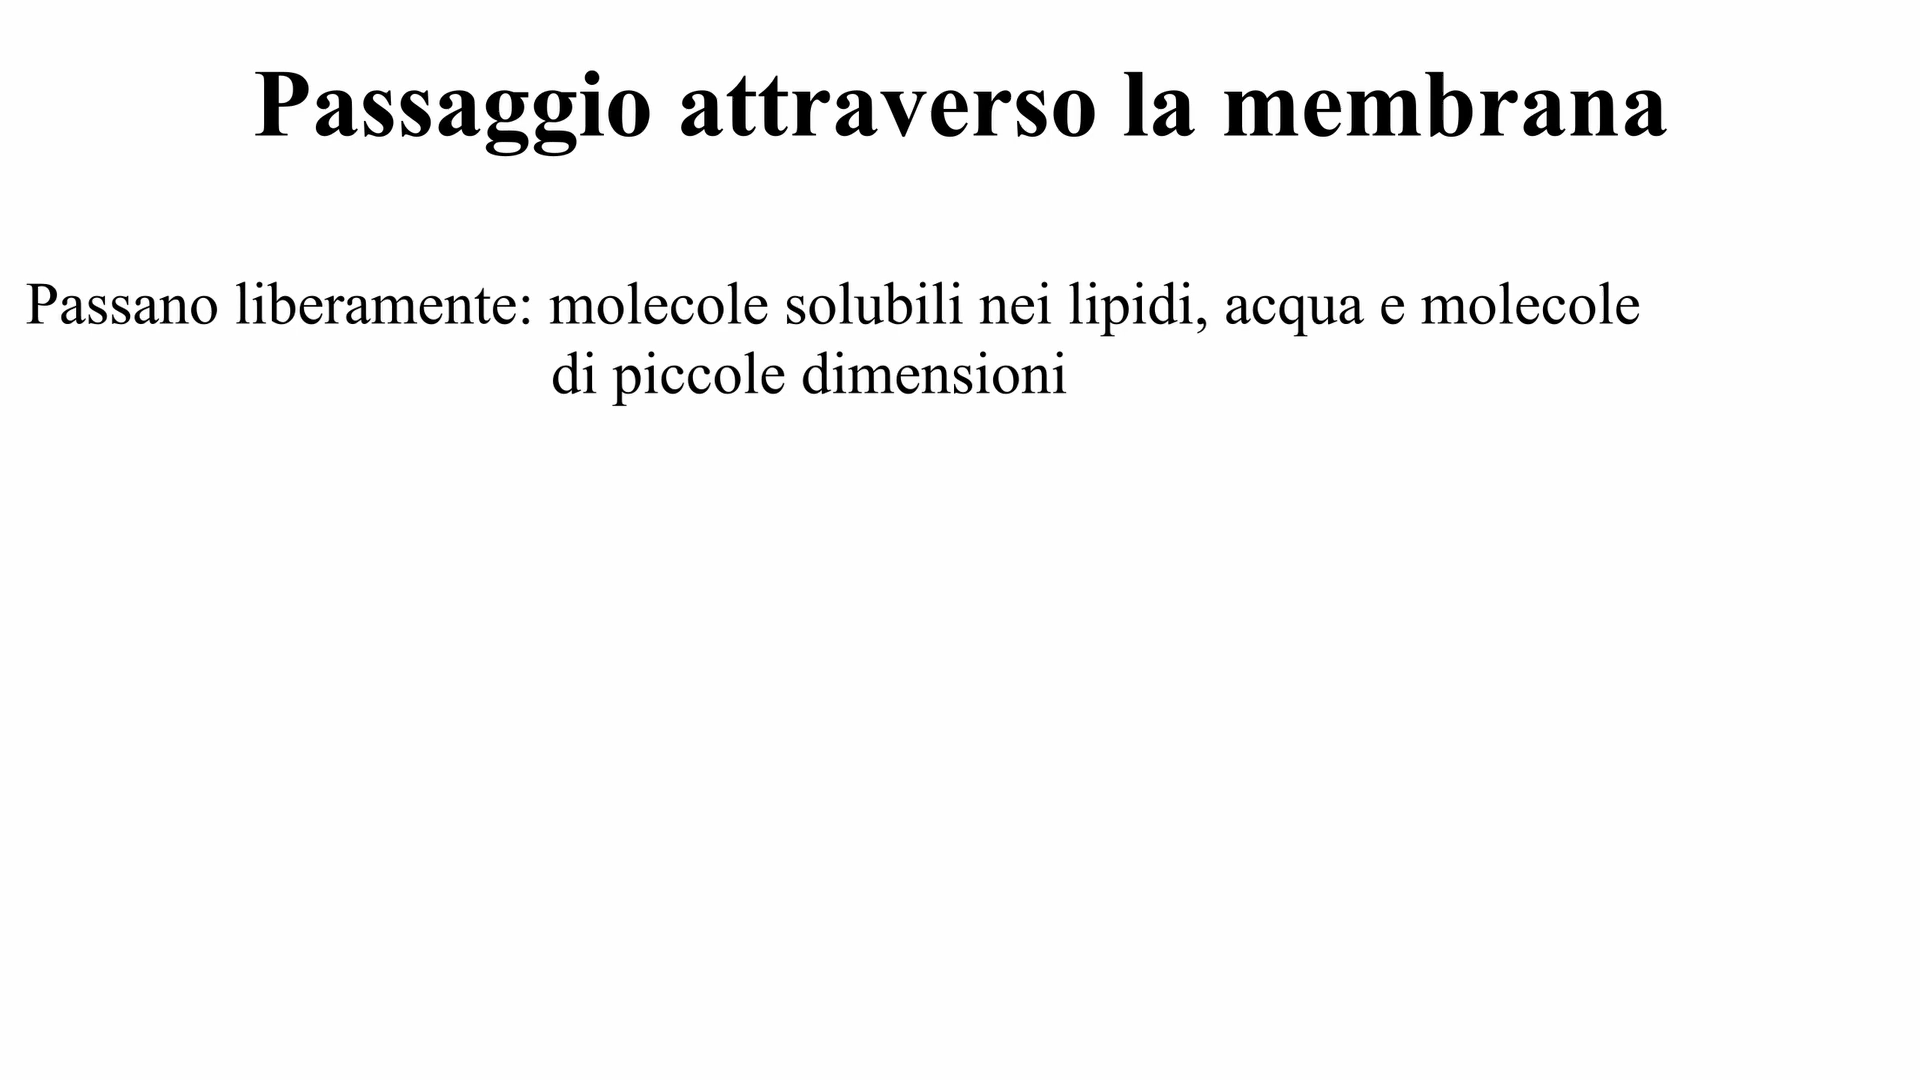 Passaggio attraverso la membrana
Passano liberamente: molecole solubili nei lipidi, acqua e molecole
di piccole dimensioni